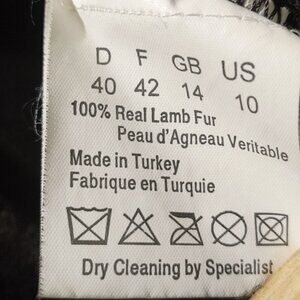 D F GB US
40 42 14 10
100% Real Lamb Fur
Peau d'Agneau Veritable
Made in Turkey
Fabrique en Turquie
Dry Cleaning by Specialist